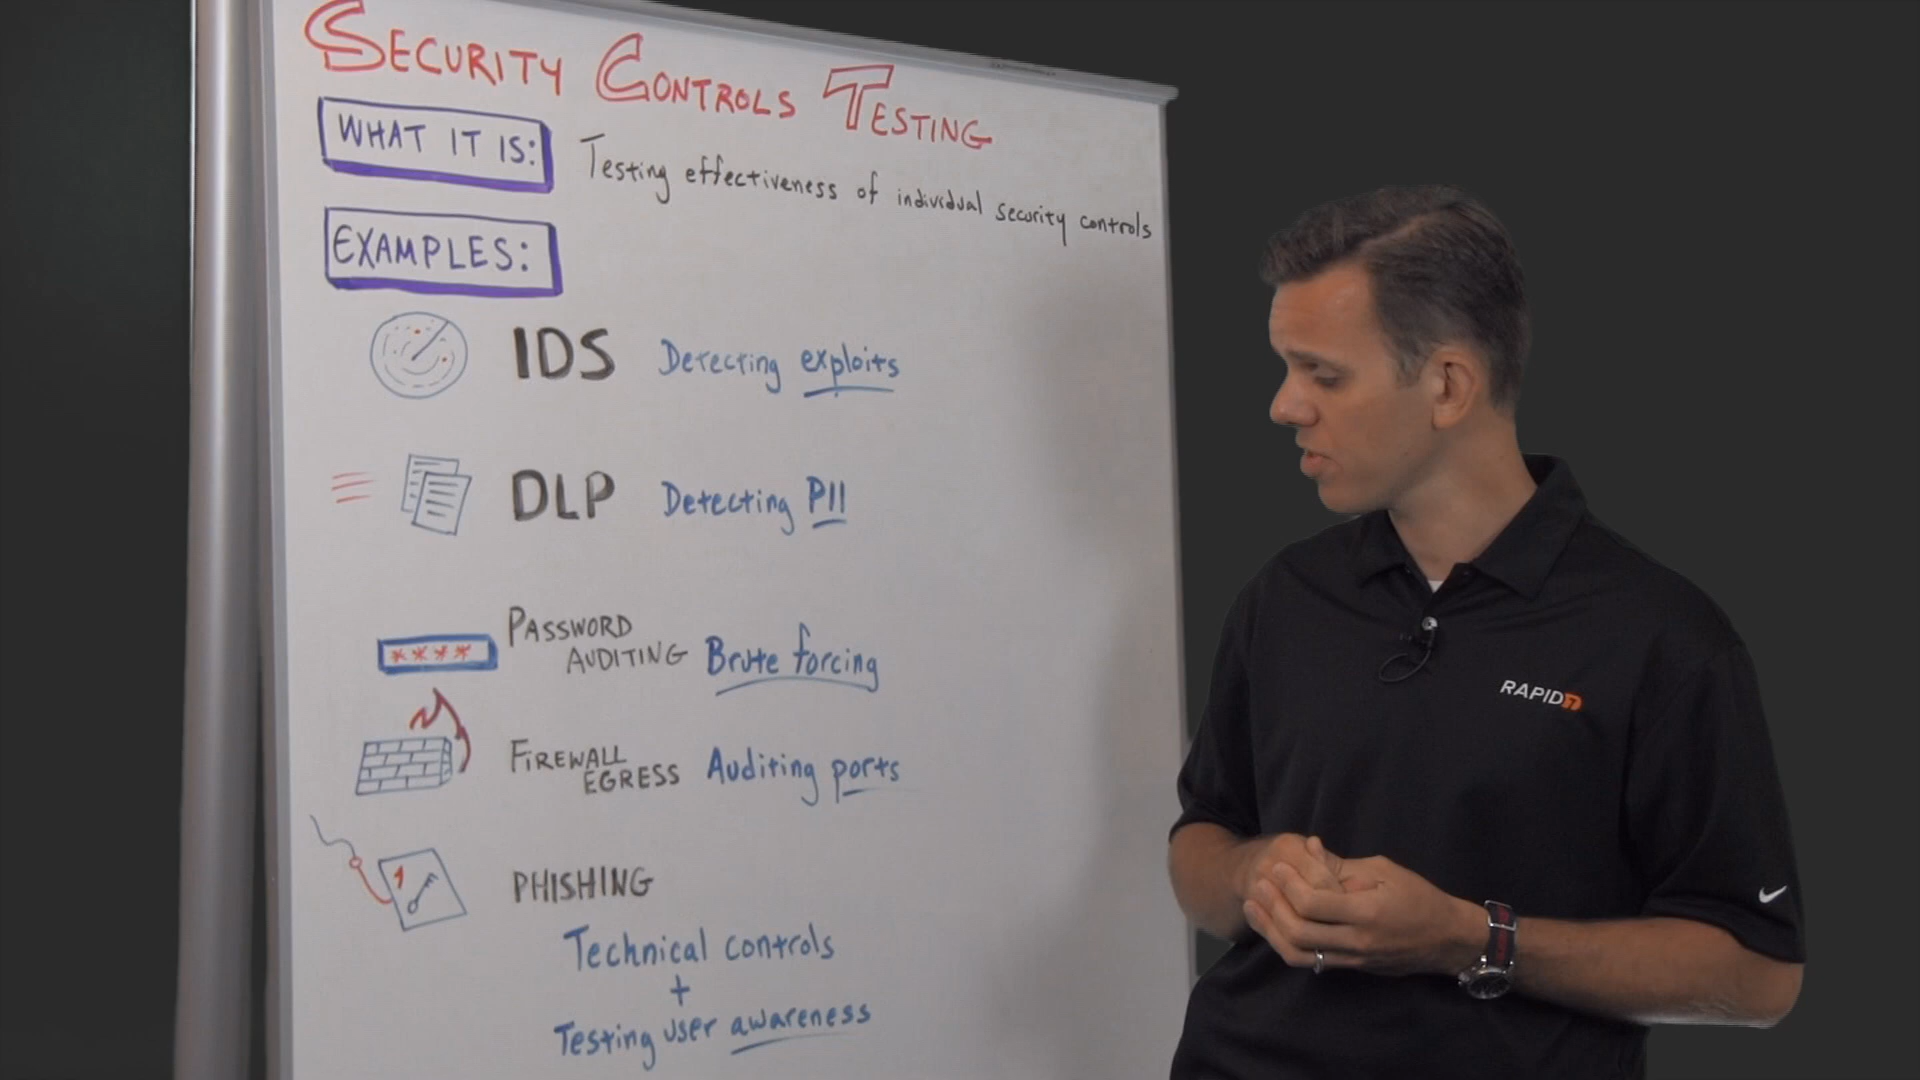 SECURITY CONTROLS TESTING
WHAT IT IS:
Testing effectiveness of individual security controls
EXAMPLES:
IDS Detecting exploits
DLP Detecting PII
****
PASSWORD
AUDITING Brute forcing
FIREWALL
EGRESS Auditing ports
PHISHING
Technical controls
+
Testing user awareness
RAPID7